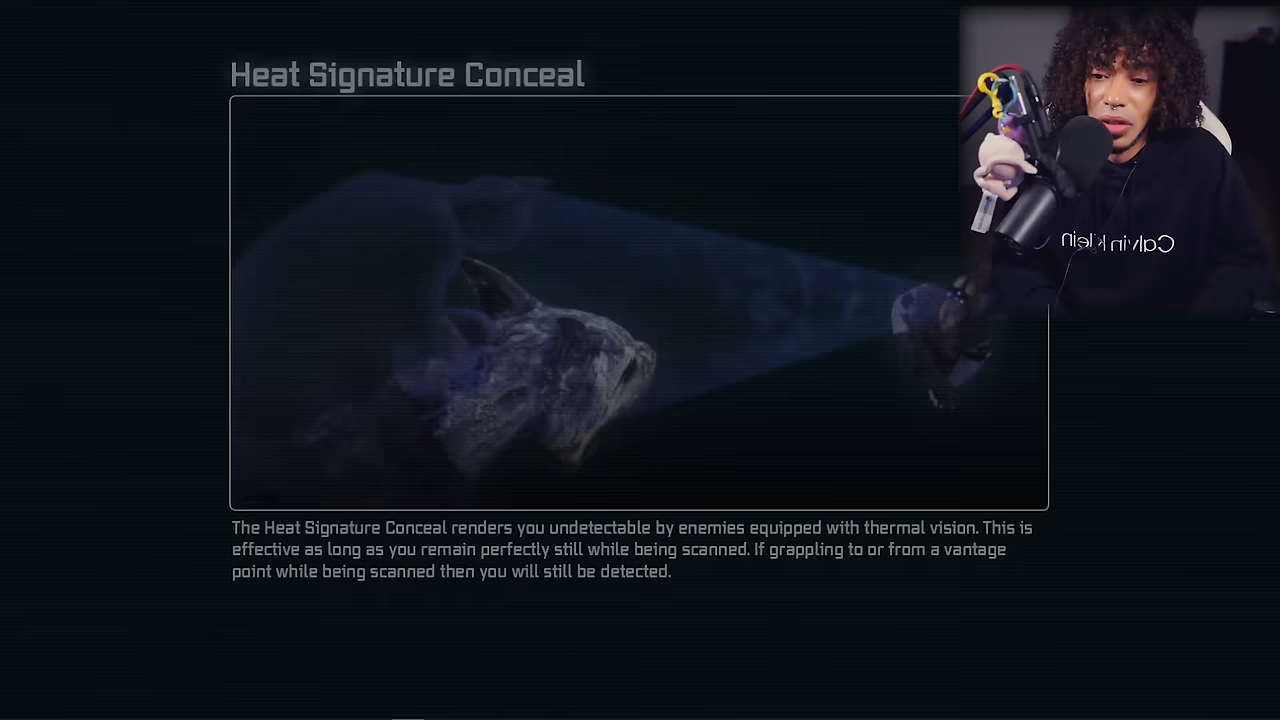 Heat Signature Conceal
Calvin Klein
The Heat Signature Conceal renders you undetectable by enemies equipped with thermal vision. This is
effective as long as you remain perfectly still while being scanned. If grappling to or from a vantage
point while being scanned then you will still be detected.